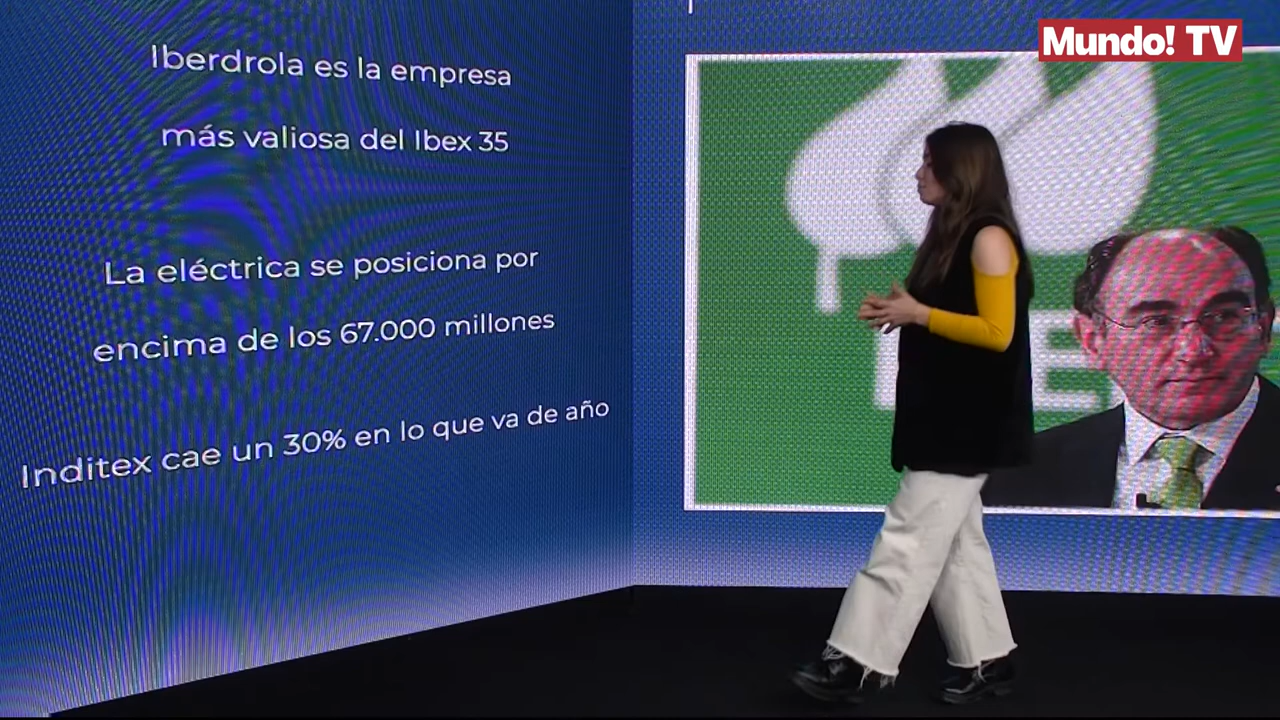 Mundo! TV
Iberdrola es la empresa
más valiosa del Ibex 35
La eléctrica se posiciona por
encima de los 67.000 millones
Inditex cae un 30% en lo que va de año